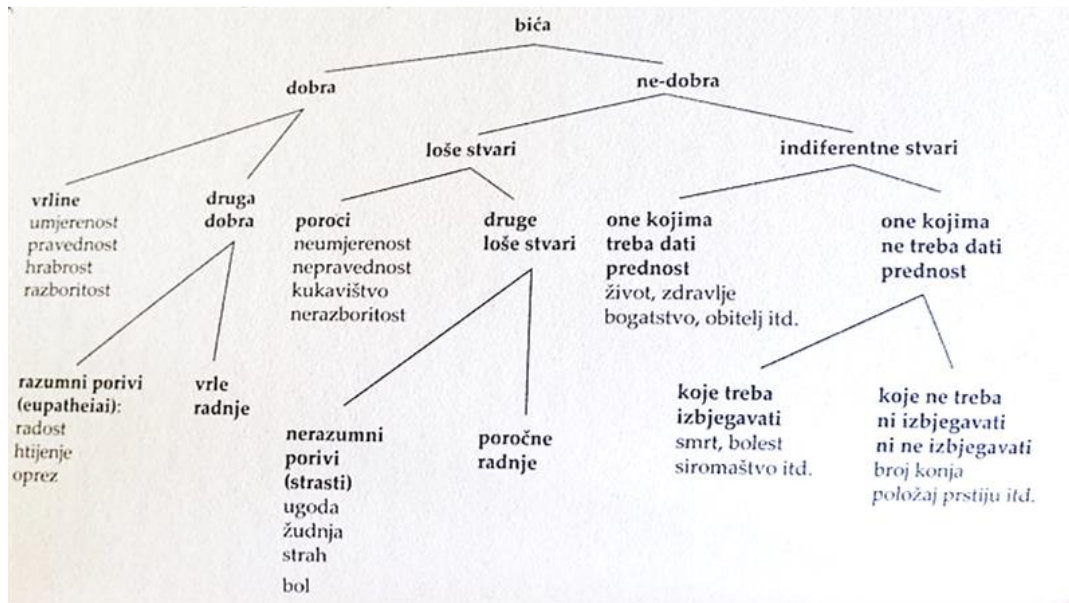 bića
dobra
ne-dobra
loše stvari
indiferentne stvari
vrline
umjerenost
pravednost
hrabrost
razboritost
druga
dobra
poroci
neumjerenost
nepravednost
kukavištvo
nerazboritost
druge
loše stvari
one kojima
treba dati
prednost
život, zdravlje
bogatstvo, obitelj itd.
one kojima
ne treba dati
prednost
razumni porivi
(eupatheiai):
radost
htijenje
oprez
vrle
radnje
nerazumni
porivi
(strasti)
ugoda
žudnja
strah
bol
poročne
radnje
koje treba
izbjegavati
smrt, bolest
siromaštvo itd.
koje ne treba
ni izbjegavati
ni ne izbjegavati
broj konja
položaj prstiju itd.